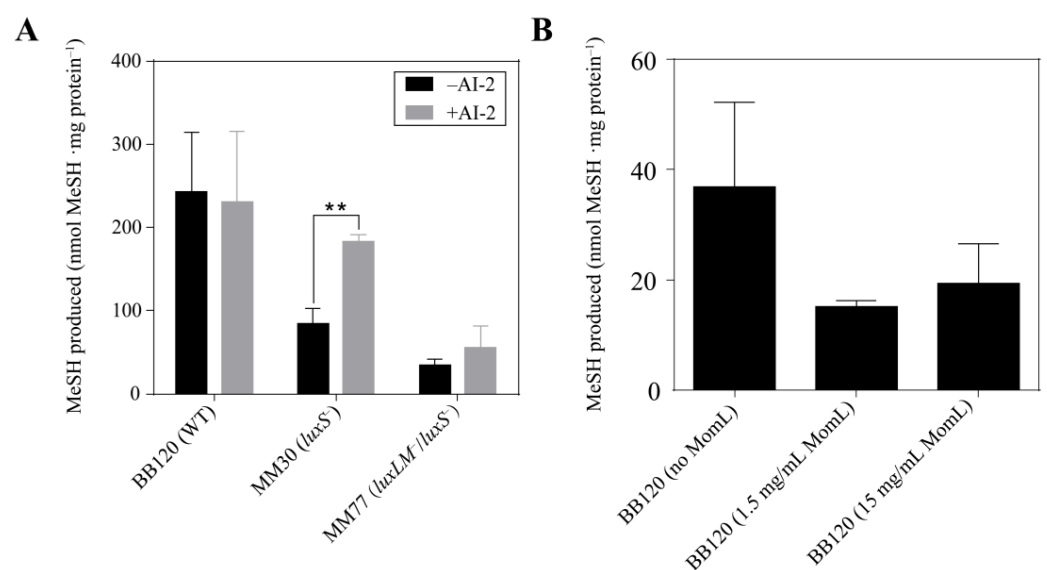 A
MeSH produced (nmol MeSH ·mg protein⁻¹)
400
300
200
100
0
–AI-2
+AI-2
**
BB120 (WT)
MM30 (luxS⁻)
MM77 (luxLM⁻/luxS⁻)
B
MeSH produced (nmol MeSH ·mg protein⁻¹)
60
40
20
0
BB120 (no MomL)
BB120 (1.5 mg/mL MomL)
BB120 (15 mg/mL MomL)